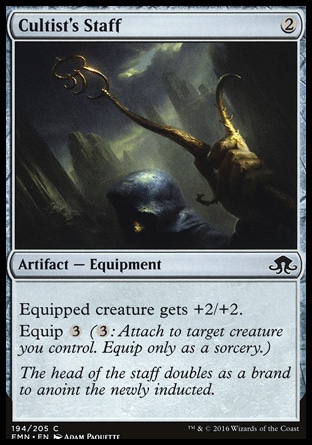 Cultist's Staff 2
Artifact — Equipment
Equipped creature gets +2/+2.
Equip 3 (3: Attach to target creature
you control. Equip only as a sorcery.)
The head of the staff doubles as a brand
to anoint the newly inducted.
194/205 C
EMN • EN Adam Paquette
™ & © 2016 Wizards of the Coast